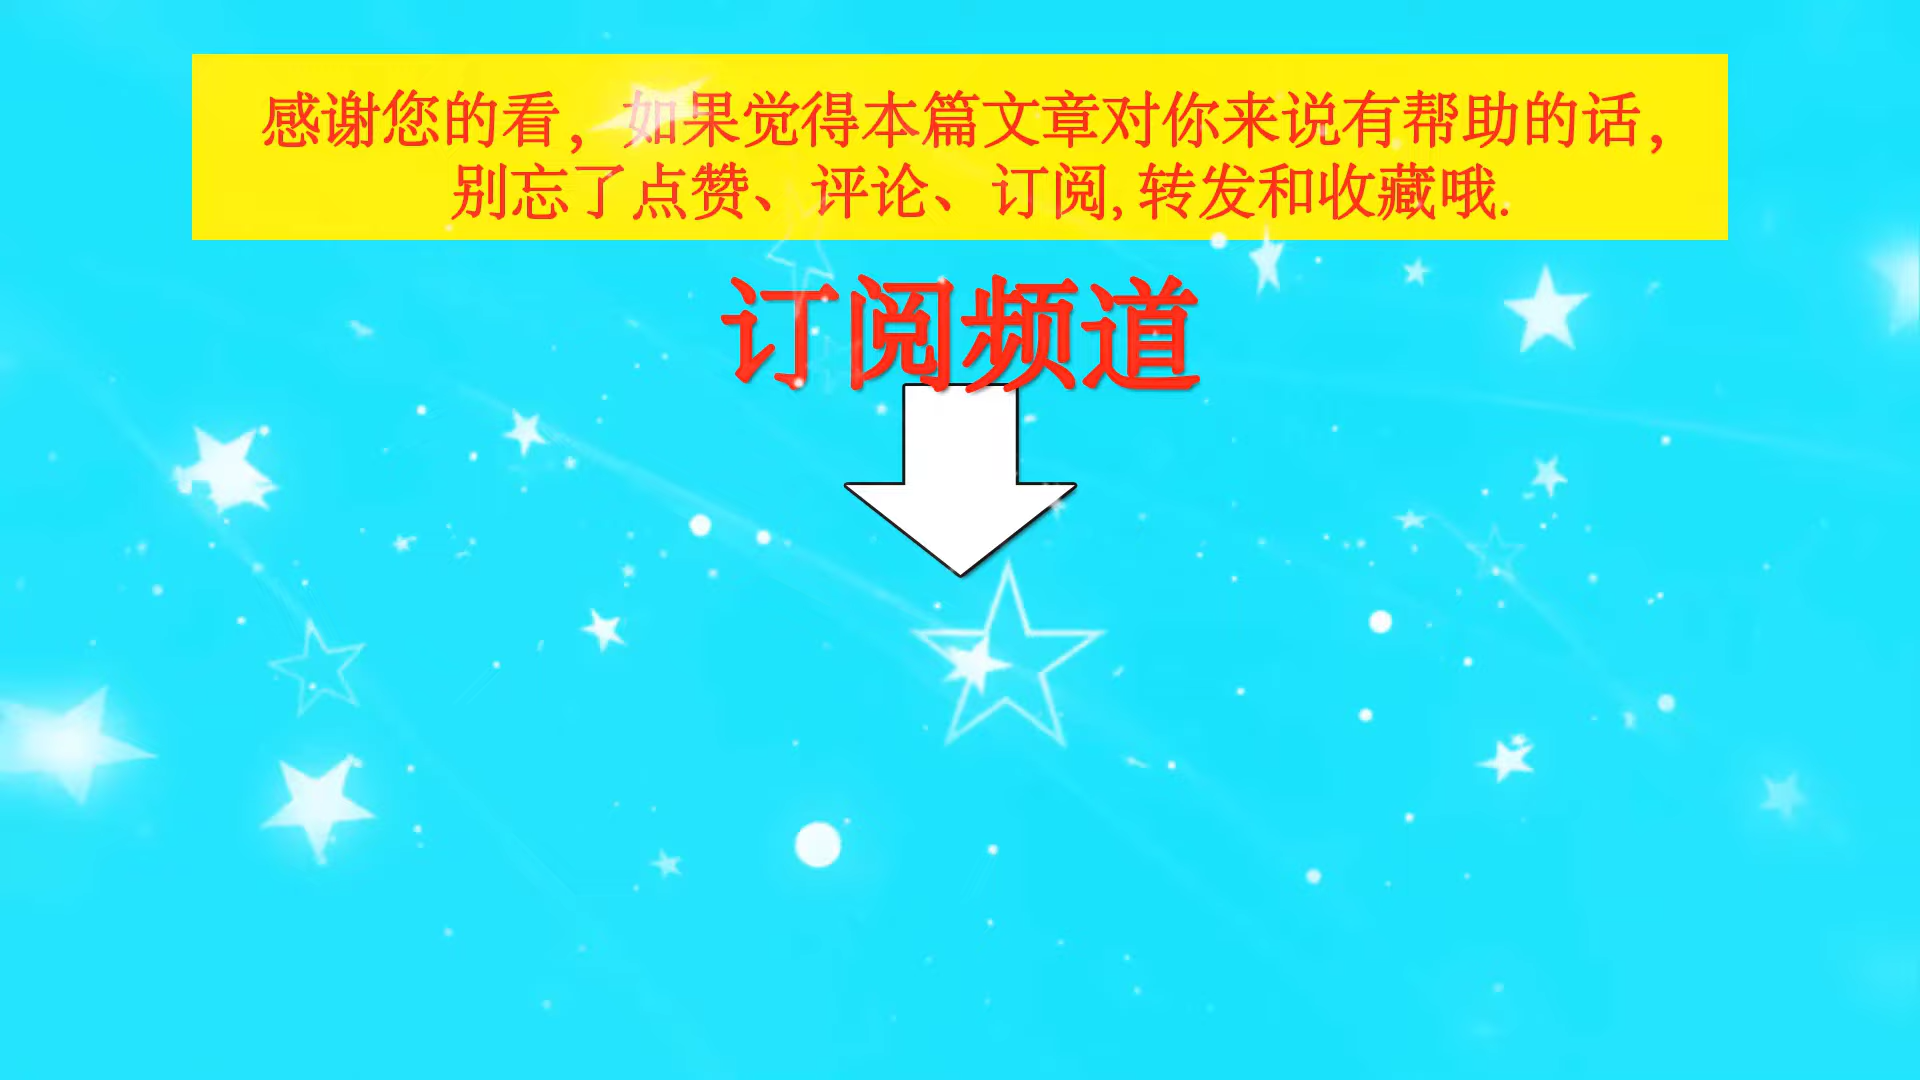 感谢您的看，如果觉得本篇文章对你来说有帮助的话，
别忘了点赞、评论、订阅,转发和收藏哦.
订阅频道